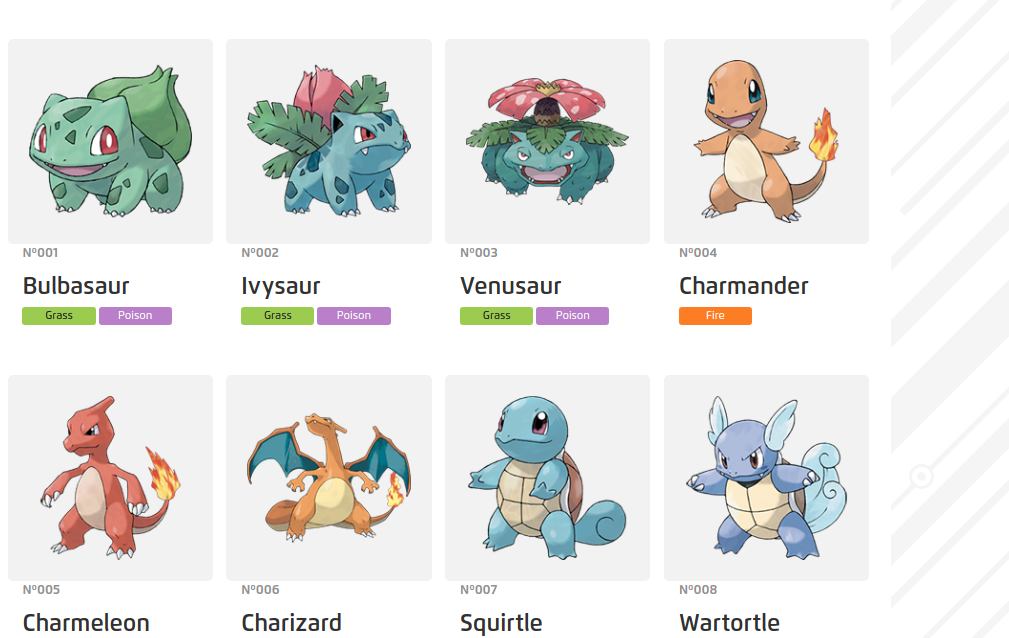 Nº001 Nº002 Nº003 Nº004
Bulbasaur Ivysaur Venusaur Charmander
Grass Poison Grass Poison Grass Poison Fire
Nº005 Nº006 Nº007 Nº008
Charmeleon Charizard Squirtle Wartortle